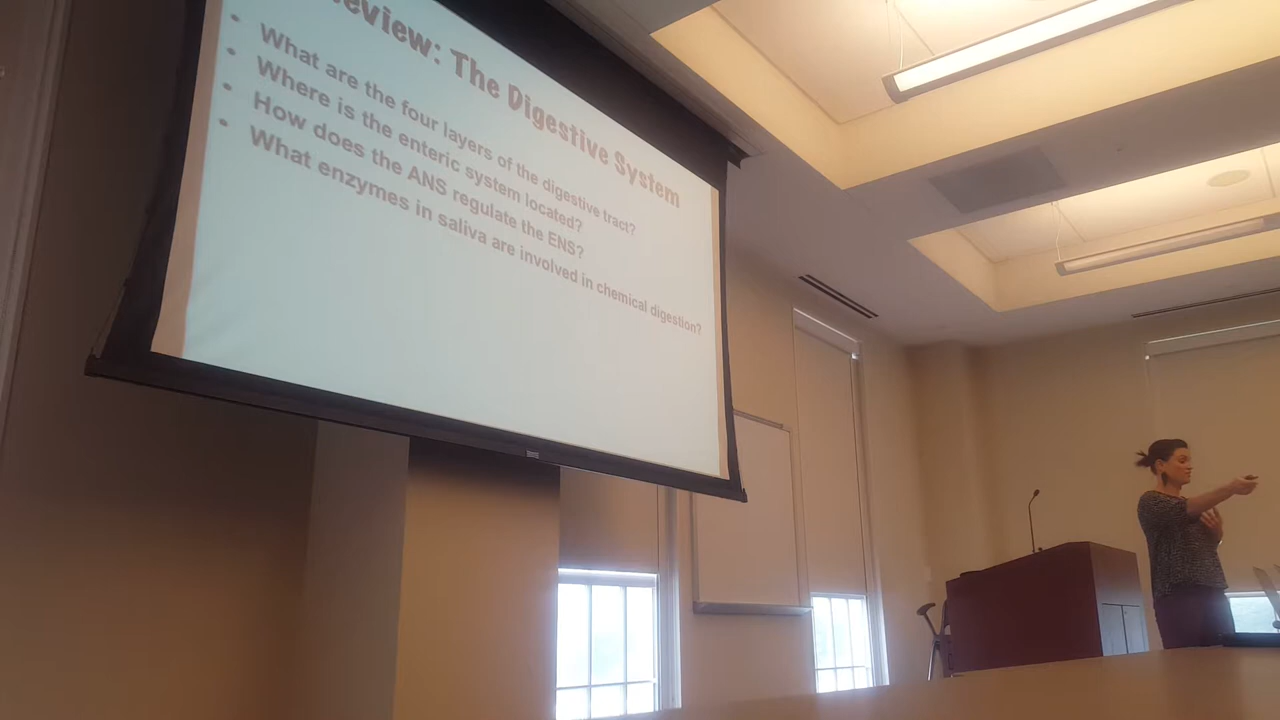 eview: The Digestive System
• What are the four layers of the digestive tract?
• Where is the enteric system located?
• How does the ANS regulate the ENS?
• What enzymes in saliva are involved in chemical digestion?